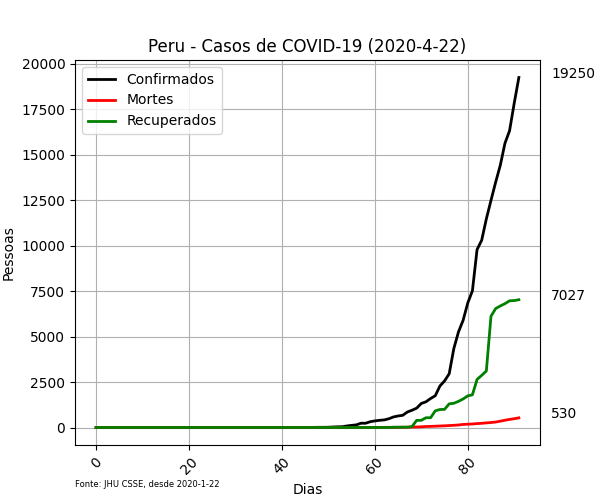 Peru - Casos de COVID-19 (2020-4-22)
Confirmados
Mortes
Recuperados
20000
17500
15000
12500
10000
7500
5000
2500
0
Pessoas
19250
7027
530
0
20
40
60
80
Dias
Fonte: JHU CSSE, desde 2020-1-22